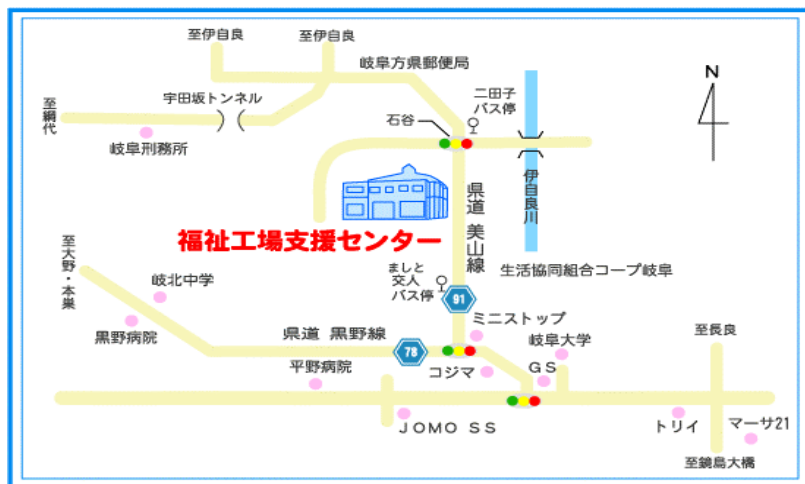 至伊自良
至伊自良
岐阜方県郵便局
N
至網代
宇田坂トンネル
二田子
バス停
石谷
岐阜刑務所
伊自良川
県道 美山線
福祉工場支援センター
至大野・本巣
岐北中学
ましと
交人
バス停
生活協同組合コープ岐阜
91
黒野病院
県道 黒野線
78
ミニストップ
岐阜大学
至長良
平野病院
コジマ
GS
JOMO SS
トリイ
マーサ21
至鏡島大橋